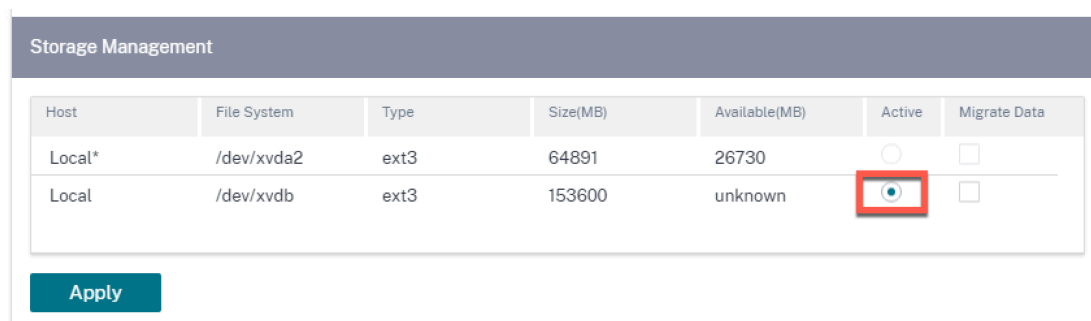 Storage Management
Host File System Type Size(MB) Available(MB) Active Migrate Data
Local* /dev/xvda2 ext3 64891 26730
Local /dev/xvdb ext3 153600 unknown
Apply